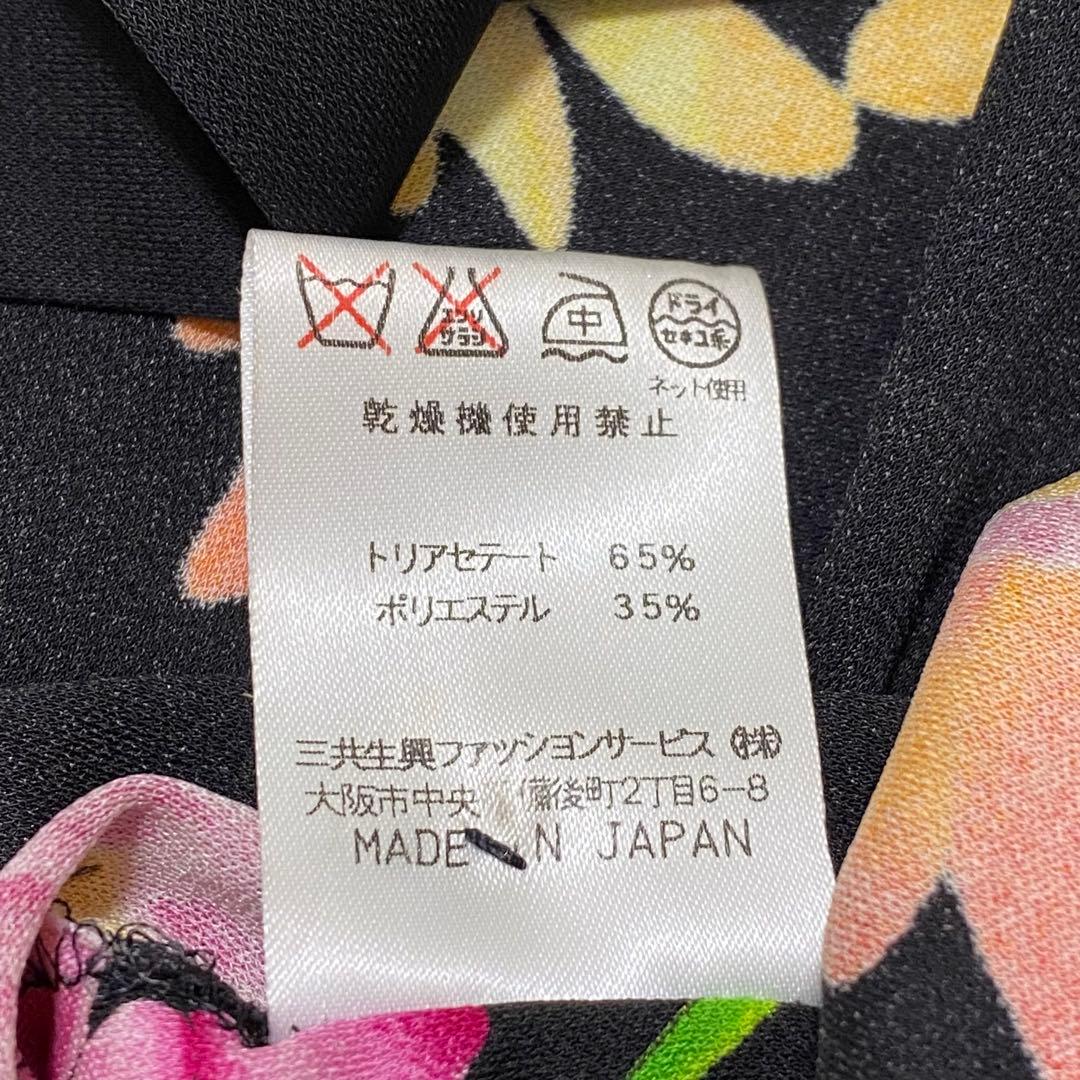 エンソ
サラシ
中
ドライ
セキユ系
ネット使用
乾燥機使用禁止
トリアセテート 65%
ポリエステル 35%
三共生興ファッションサービス㈱
大阪市中央 備後町2丁目6-8
MADE IN JAPAN